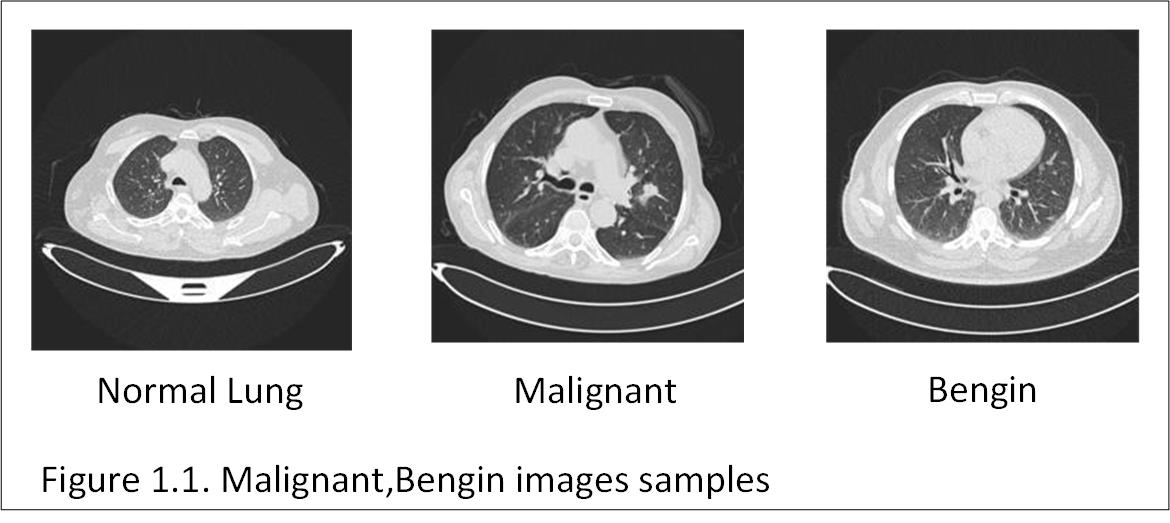 Normal Lung
Malignant
Bengin
Figure 1.1. Malignant,Bengin images samples